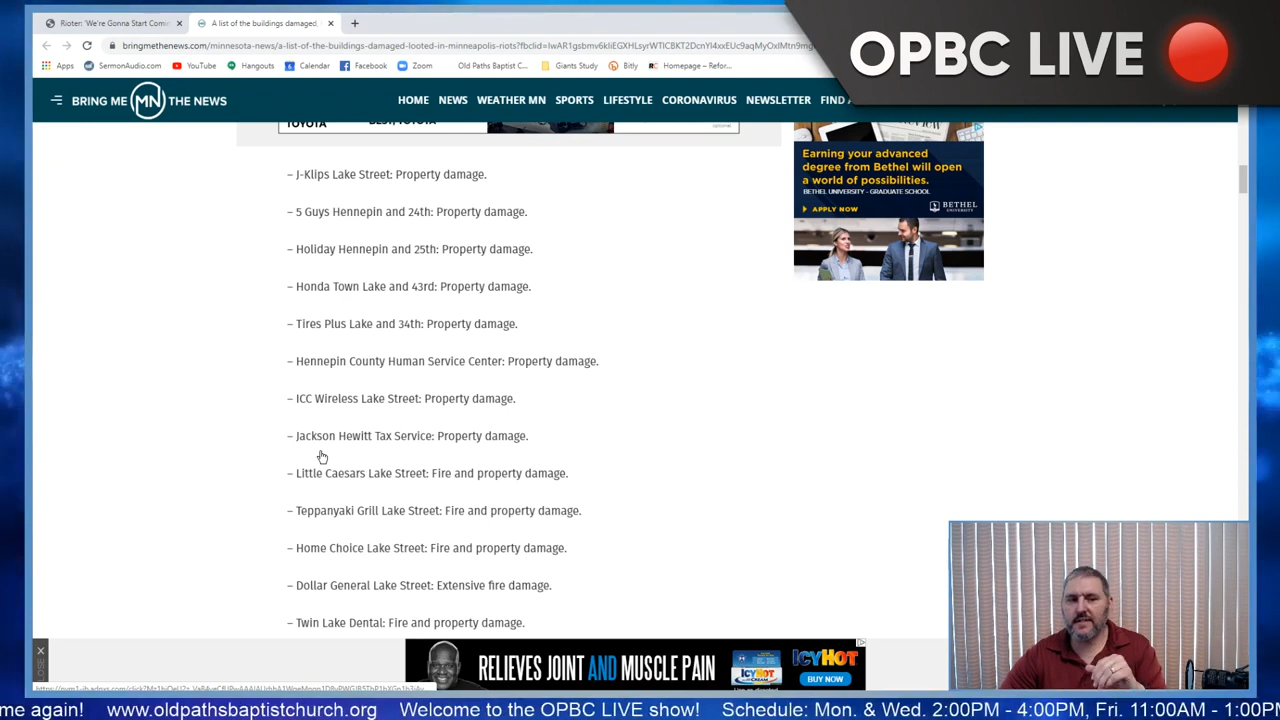 Rioter: 'We're Gonna Start Comi
A list of the buildings damaged,
OPBC LIVE
bringmethenews.com/minnesota-news/a-list-of-the-buildings-damaged-looted-in-minneapolis-riots?fbclid=
Apps SermonAudio.com YouTube Hangouts Calendar Facebook Zoom Old Paths Baptist C... Giants Study Bitly Homepage – Refor...
BRING ME MN THE NEWS HOME NEWS WEATHER MN SPORTS LIFESTYLE CORONAVIRUS NEWSLETTER FIND
TOYOTA
– J-Klips Lake Street: Property damage.
– 5 Guys Hennepin and 24th: Property damage.
– Holiday Hennepin and 25th: Property damage.
– Honda Town Lake and 43rd: Property damage.
– Tires Plus Lake and 34th: Property damage.
– Hennepin County Human Service Center: Property damage.
– ICC Wireless Lake Street: Property damage.
– Jackson Hewitt Tax Service: Property damage.
– Little Caesars Lake Street: Fire and property damage.
– Teppanyaki Grill Lake Street: Fire and property damage.
– Home Choice Lake Street: Fire and property damage.
– Dollar General Lake Street: Extensive fire damage.
– Twin Lake Dental: Fire and property damage.
Earning your advanced
degree from Bethel will open
a world of possibilities.
BETHEL UNIVERSITY - GRADUATE SCHOOL
APPLY NOW
BETHEL
UNIVERSITY
RELIEVES JOINT AND MUSCLE PAIN
ICY HOT
BUY NOW
me again! www.oldpathsbaptistchurch.org Welcome to the OPBC LIVE show! Schedule: Mon. & Wed. 2:00PM - 4:00PM, Fri. 11:00AM - 1:00P